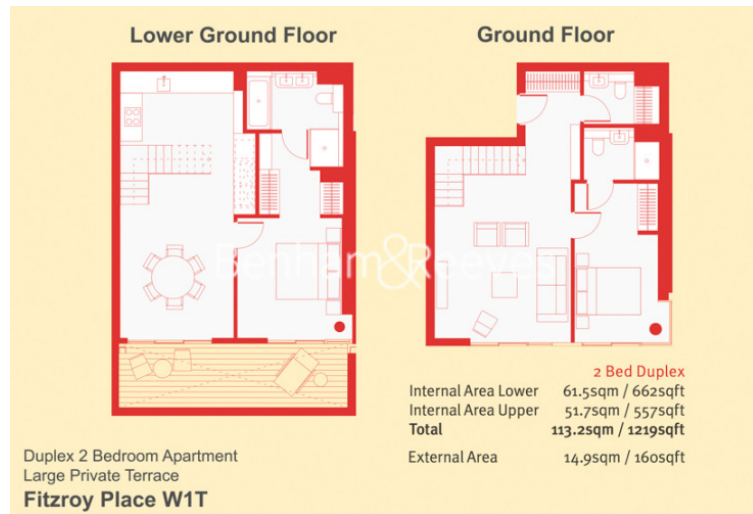 Lower Ground Floor
Ground Floor
Benham&Reeves
2 Bed Duplex
Internal Area Lower 61.5sqm / 662sqft
Internal Area Upper 51.7sqm / 557sqft
Total 113.2sqm / 1219sqft
External Area 14.9sqm / 160sqft
Duplex 2 Bedroom Apartment
Large Private Terrace
Fitzroy Place W1T